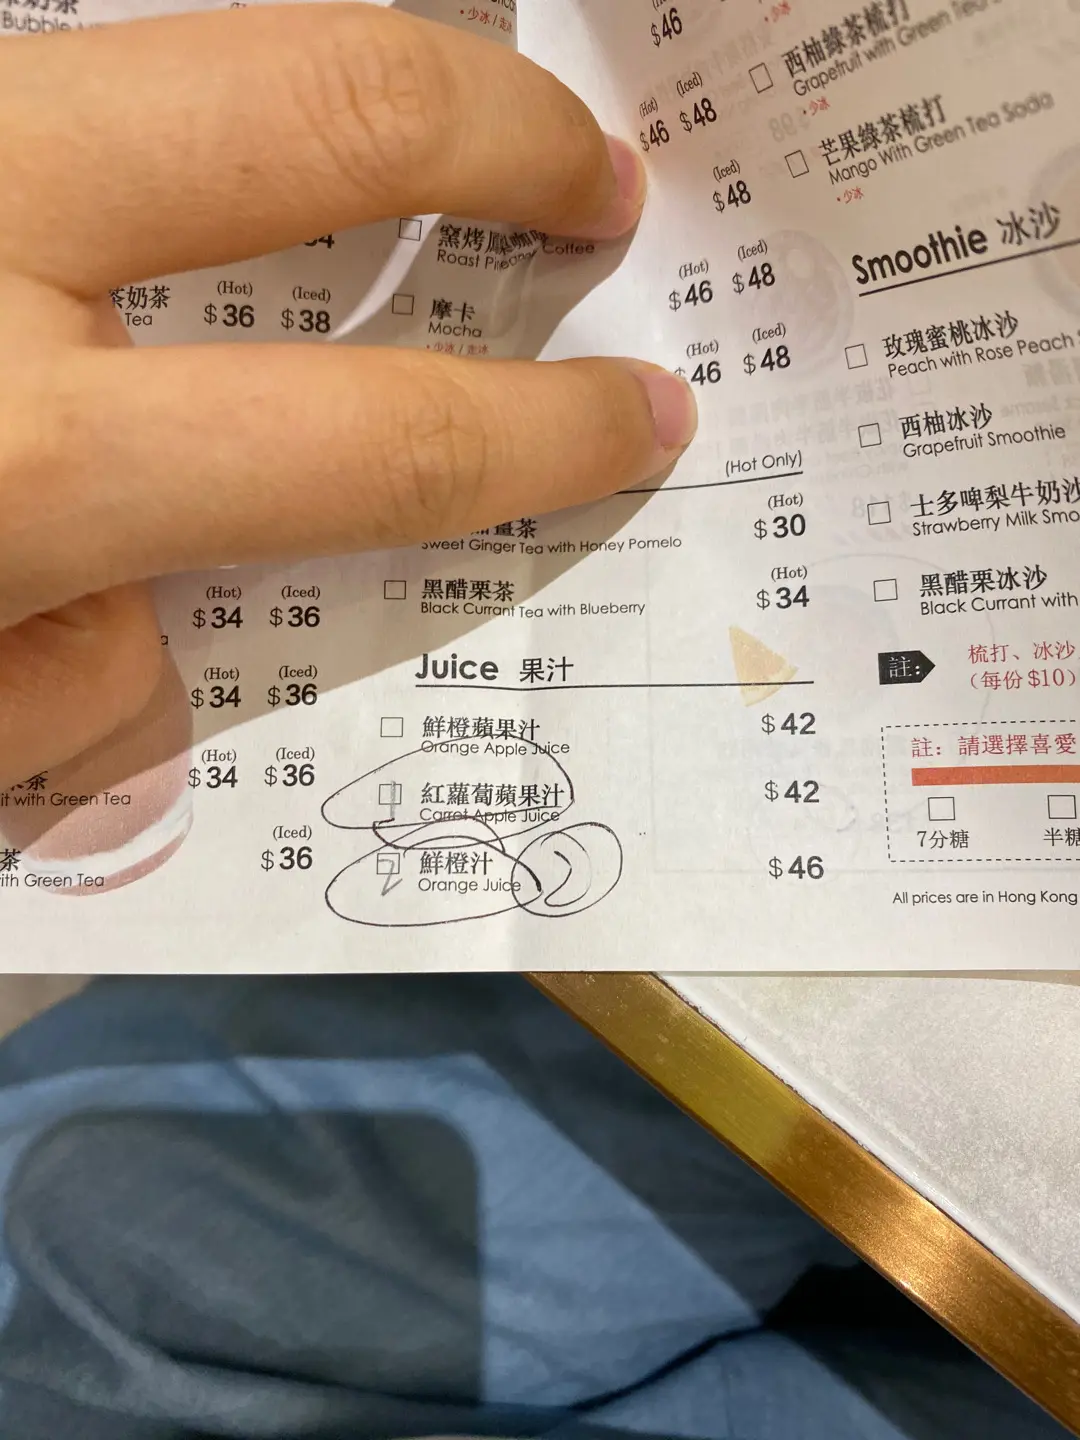 Bubble
• 少冰 / 走冰
$46
(Hot) (Iced)
$46 $48
(Iced)
$48
(Hot) (Iced)
$46 $48
(Hot) (Iced)
$46 $48
西柚綠茶梳打
Grapefruit with Green Tea
• 少冰
芒果綠茶梳打
Mango With Green Tea Soda
• 少冰
茶奶茶
Tea
(Hot) (Iced)
$36 $38
窯烤鳳
Roast Coffee
摩卡
Mocha
• 少冰 / 走冰
(Hot Only)
薑茶
Sweet Ginger Tea with Honey Pomelo
(Hot)
$30
黑醋栗茶
Black Currant Tea with Blueberry
(Hot)
$34
(Hot) (Iced)
$34 $36
(Hot) (Iced)
$34 $36
(Hot) (Iced)
$34 $36
茶
it with Green Tea
(Iced)
$36
茶
ith Green Tea
Juice 果汁
鮮橙蘋果汁
Orange Apple Juice
$42
1
紅蘿蔔蘋果汁
Carrot Apple Juice
$42
2
鮮橙汁
Orange Juice
$46
Smoothie 冰沙
玫瑰蜜桃冰沙
Peach with Rose Peach
西柚冰沙
Grapefruit Smoothie
士多啤梨牛奶沙
Strawberry Milk Smo
黑醋栗冰沙
Black Currant with
註： 梳打、冰沙
（每份 $10）
註：請選擇喜愛
7分糖 半糖
All prices are in Hong Kong